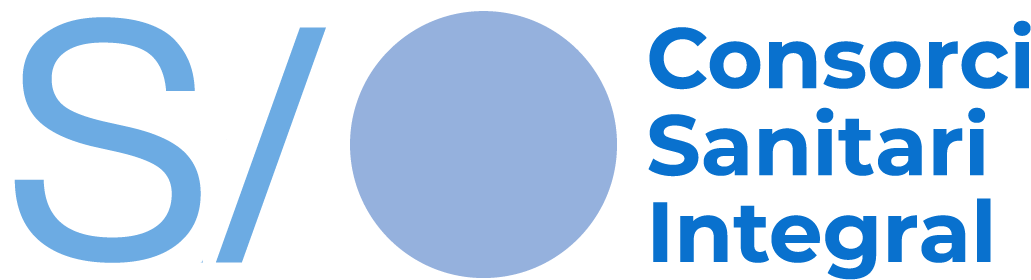 S/
Consorci
Sanitari
Integral